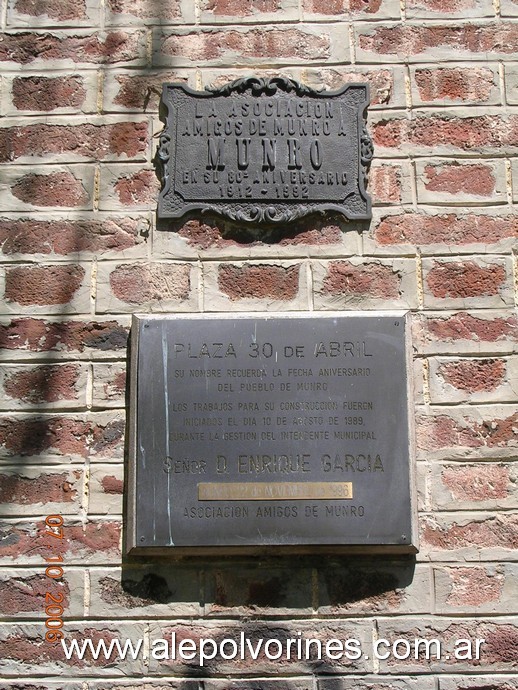 LA ASOCIACION
AMIGOS DE MUNRO A
MUNRO
EN SU 80º ANIVERSARIO
1912 - 1992
PLAZA 30 DE ABRIL
SU NOMBRE RECUERDA LA FECHA ANIVERSARIO
DEL PUEBLO DE MUNRO
LOS TRABAJOS PARA SU CONSTRUCCION FUERON
INICIADOS EL DIA 10 DE AGOSTO DE 1989,
DURANTE LA GESTION DEL INTENDENTE MUNICIPAL
SEÑOR D. ENRIQUE GARCIA
ASOCIACION AMIGOS DE MUNRO
07 10 2006
www.alepolvorines.com.ar